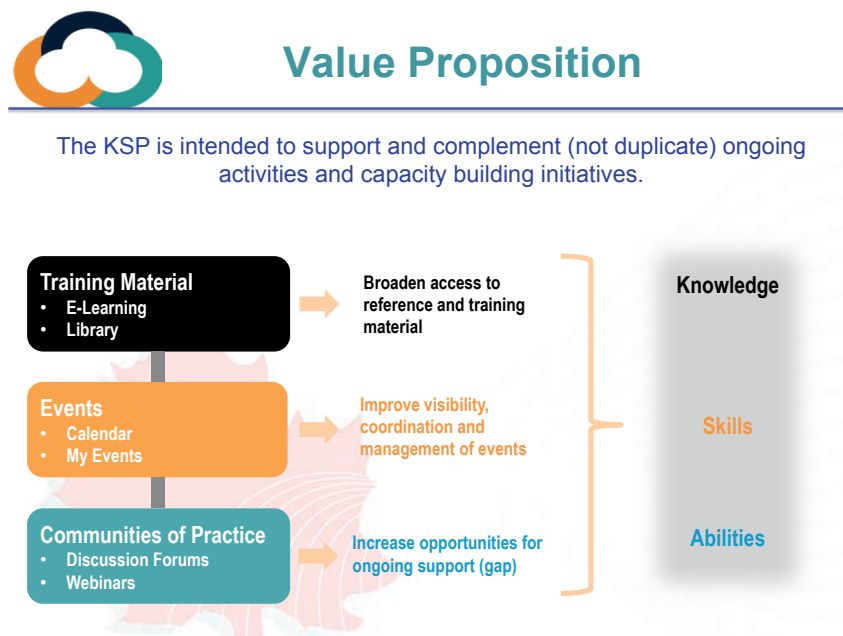 Value Proposition
The KSP is intended to support and complement (not duplicate) ongoing
activities and capacity building initiatives.
Training Material
• E-Learning
• Library
Broaden access to
reference and training
material
Knowledge
Events
• Calendar
• My Events
Improve visibility,
coordination and
management of events
Skills
Communities of Practice
• Discussion Forums
• Webinars
Increase opportunities for
ongoing support (gap)
Abilities